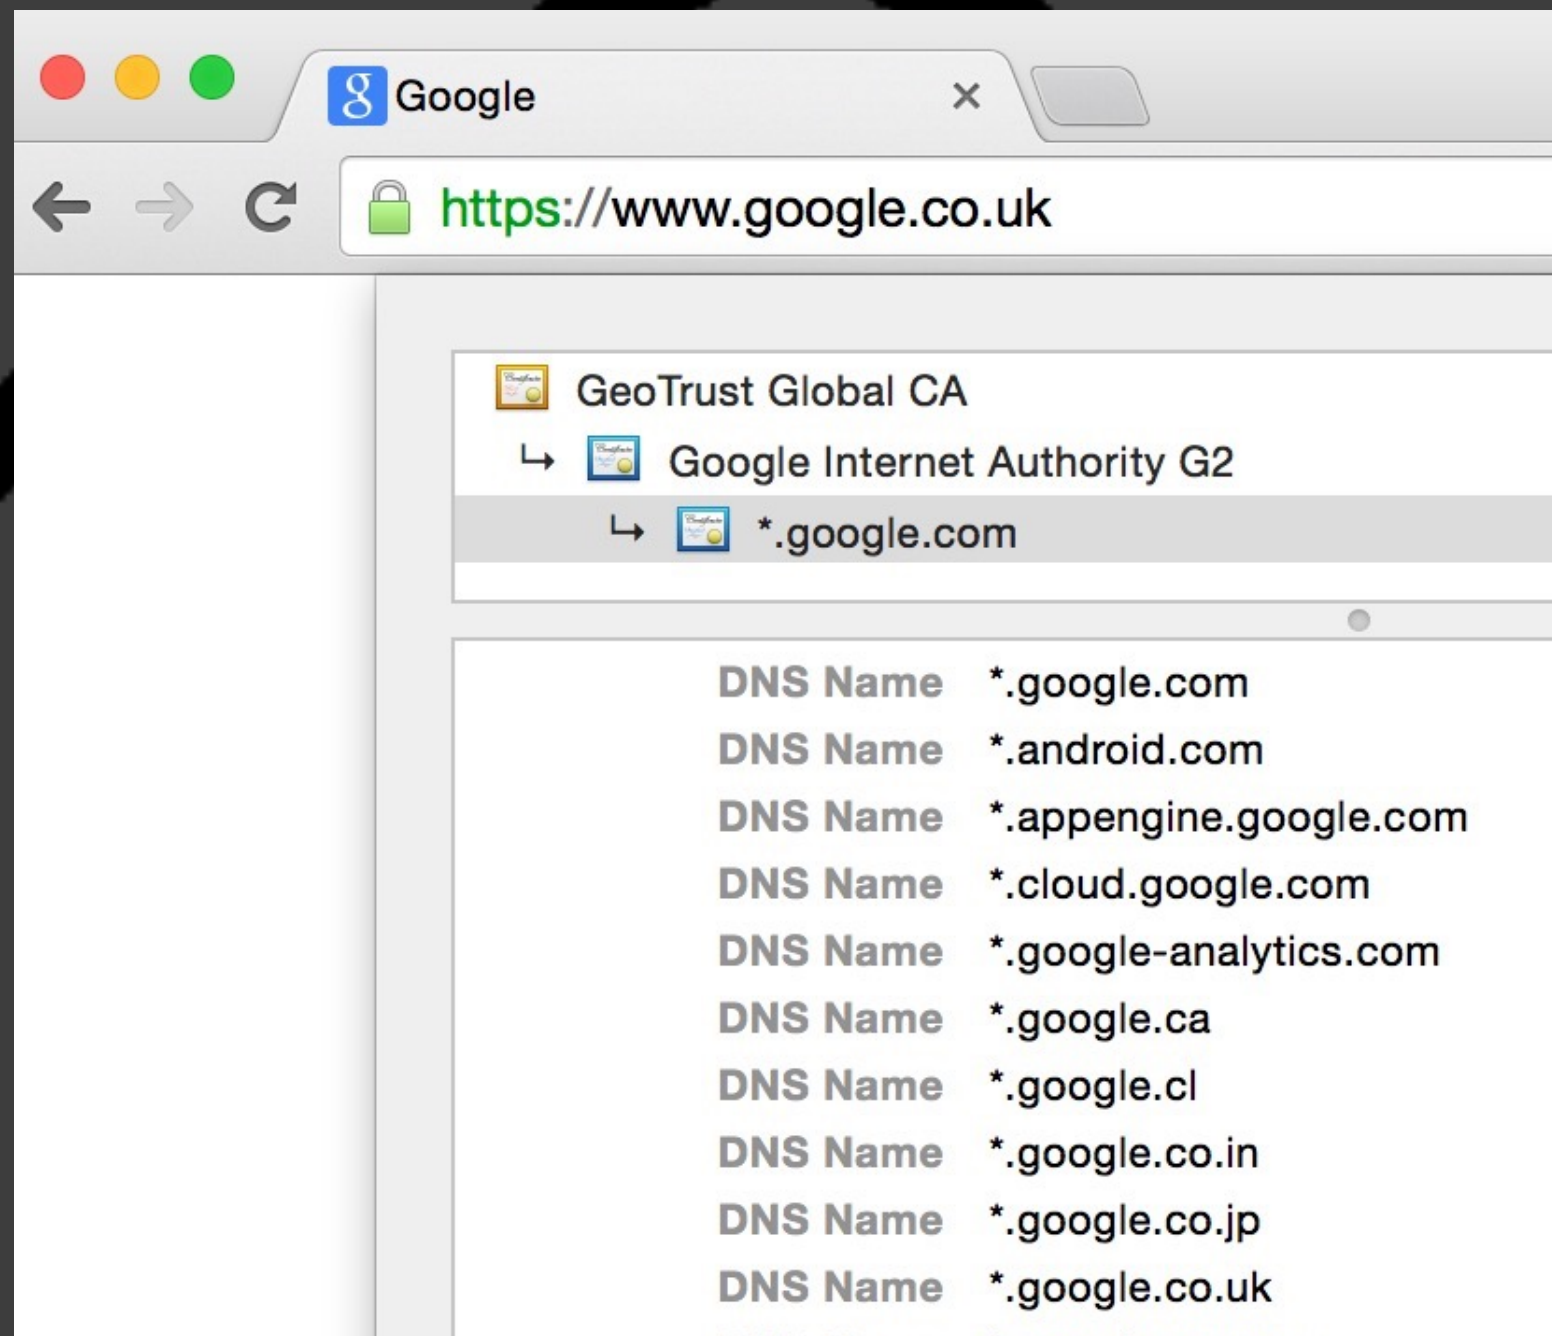 Google
https://www.google.co.uk
GeoTrust Global CA
Google Internet Authority G2
*.google.com
DNS Name *.google.com
DNS Name *.android.com
DNS Name *.appengine.google.com
DNS Name *.cloud.google.com
DNS Name *.google-analytics.com
DNS Name *.google.ca
DNS Name *.google.cl
DNS Name *.google.co.in
DNS Name *.google.co.jp
DNS Name *.google.co.uk